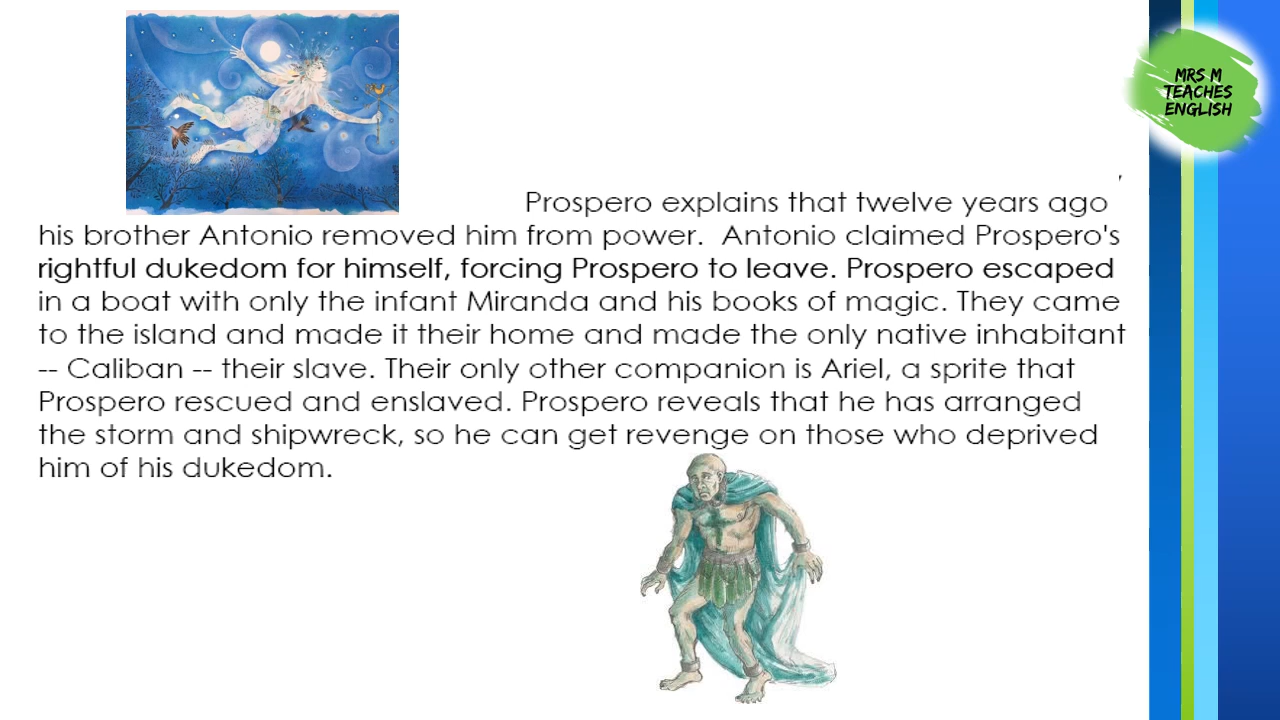 MRS M
TEACHES
ENGLISH
Prospero explains that twelve years ago
his brother Antonio removed him from power.  Antonio claimed Prospero's
rightful dukedom for himself, forcing Prospero to leave. Prospero escaped
in a boat with only the infant Miranda and his books of magic. They came
to the island and made it their home and made the only native inhabitant
-- Caliban -- their slave. Their only other companion is Ariel, a sprite that
Prospero rescued and enslaved. Prospero reveals that he has arranged
the storm and shipwreck, so he can get revenge on those who deprived
him of his dukedom.